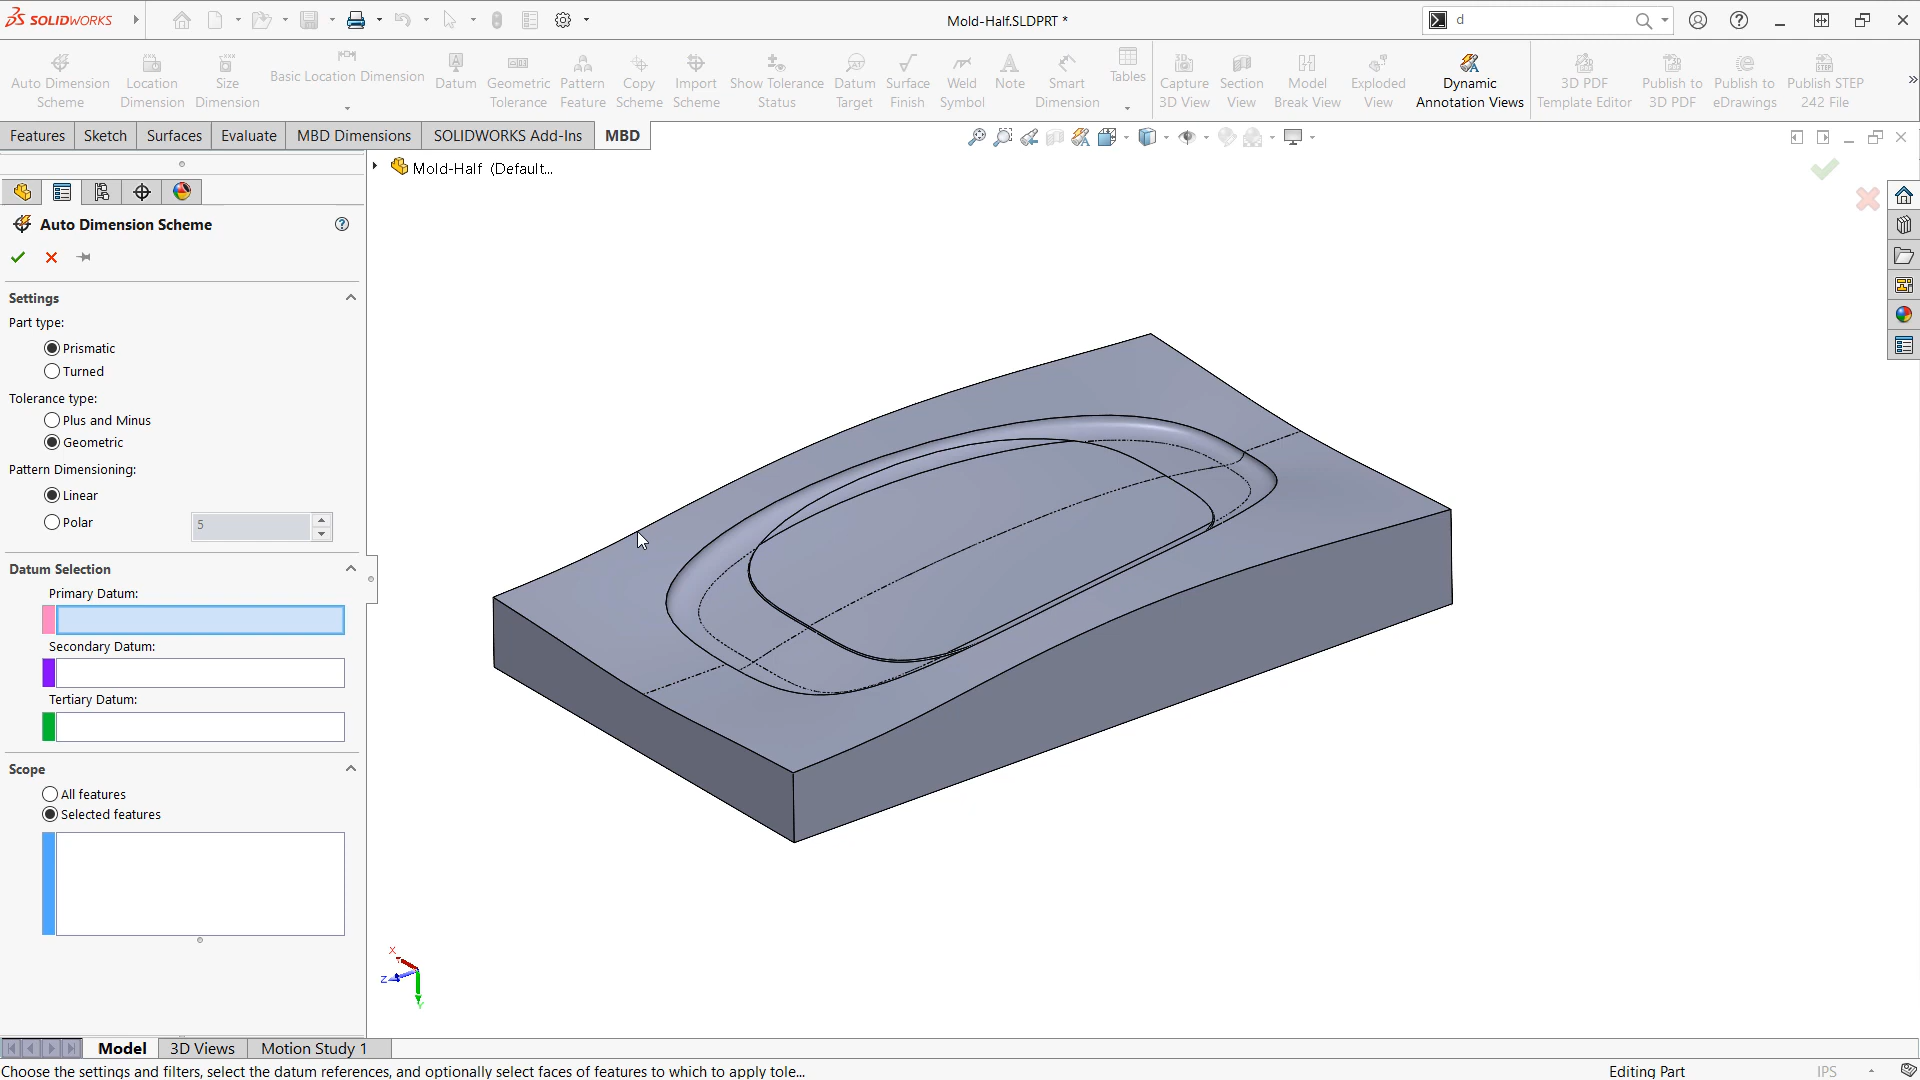 SOLIDWORKS
Mold-Half.SLDPRT *
d
Auto Dimension Scheme
Location Dimension
Size Dimension
Basic Location Dimension
Datum
Geometric Tolerance
Pattern Feature
Copy Scheme
Import Scheme
Show Tolerance Status
Datum Target
Surface Finish
Weld Symbol
Note
Smart Dimension
Tables
Capture 3D View
Section View
Model Break View
Exploded View
Dynamic Annotation Views
3D PDF Template Editor
Publish to 3D PDF
Publish to eDrawings
Publish STEP 242 File
Features
Sketch
Surfaces
Evaluate
MBD Dimensions
SOLIDWORKS Add-Ins
MBD
Mold-Half (Default...
Auto Dimension Scheme
Settings
Part type:
Prismatic
Turned
Tolerance type:
Plus and Minus
Geometric
Pattern Dimensioning:
Linear
Polar
5
Datum Selection
Primary Datum:
Secondary Datum:
Tertiary Datum:
Scope
All features
Selected features
X
Z
Y
Model
3D Views
Motion Study 1
Choose the settings and filters, select the datum references, and optionally select faces of features to which to apply tole...
Editing Part
IPS